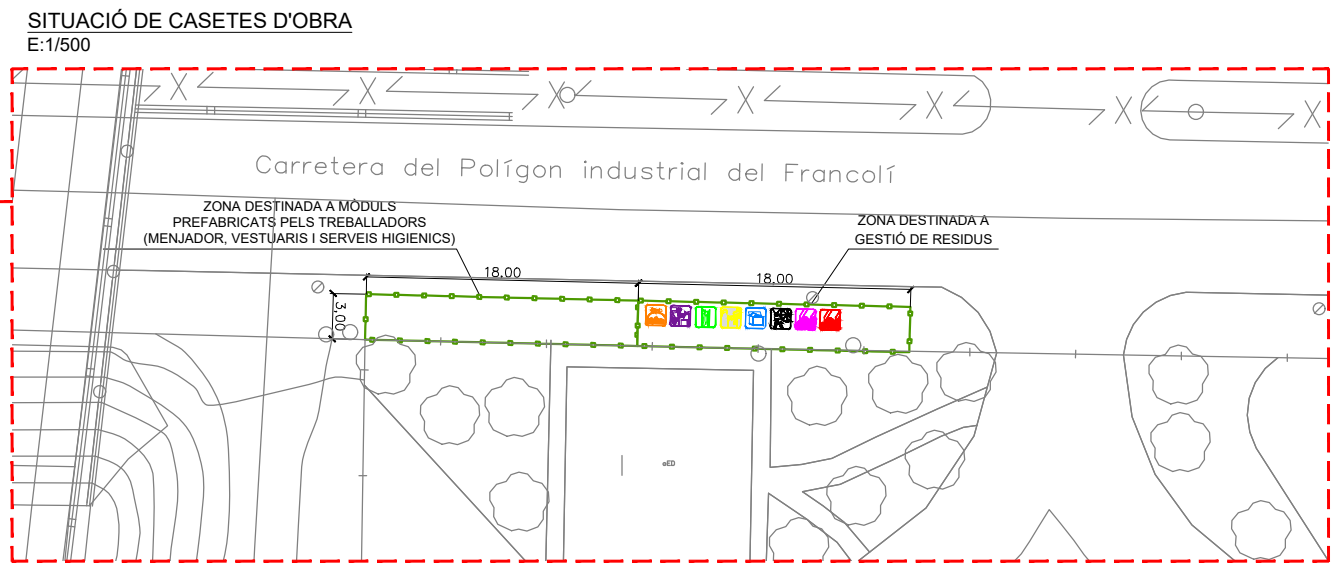 SITUACIÓ DE CASETES D'OBRA
E:1/500
Carretera del Polígon industrial del Francolí
ZONA DESTINADA A MÒDULS
PREFABRICATS PELS TREBALLADORS
(MENJADOR, VESTUARIS I SERVEIS HIGIENICS)
ZONA DESTINADA A
GESTIÓ DE RESIDUS
18,00
18,00
3,00